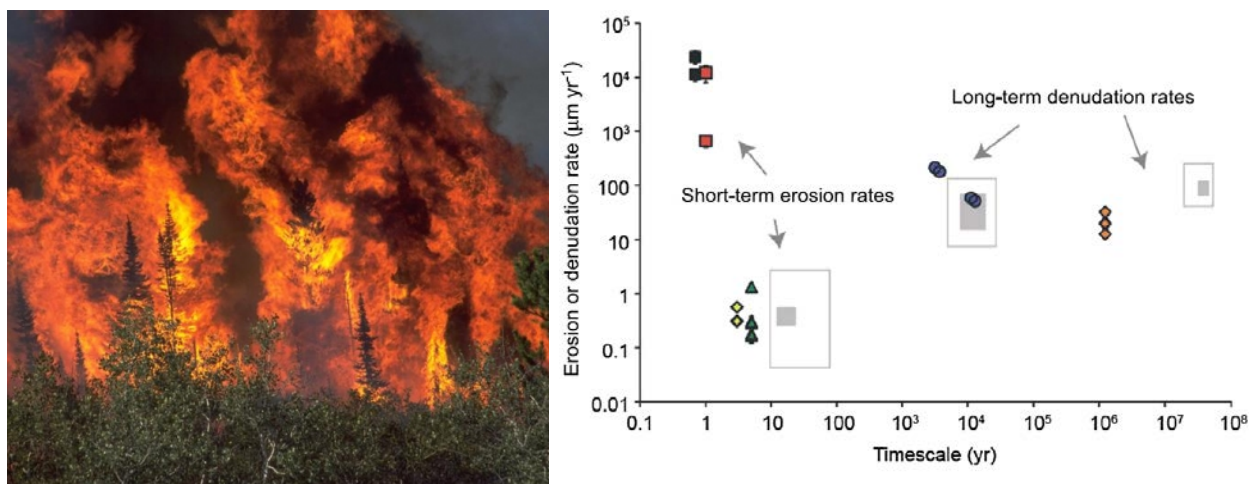 Erosion or denudation rate (μm yr⁻¹)
10⁵
10⁴
10³
100
10
1
0.1
0.01
Long-term denudation rates
Short-term erosion rates
0.1 1 10 100 10³ 10⁴ 10⁵ 10⁶ 10⁷ 10⁸
Timescale (yr)